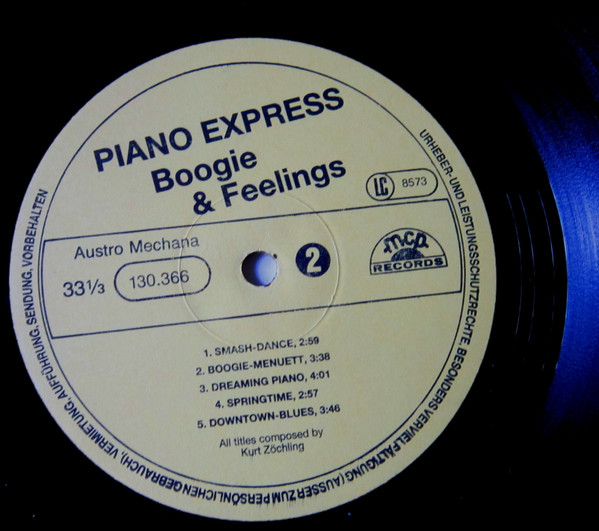 PIANO EXPRESS
Boogie
& Feelings
LC 8573
Austro Mechana
33⅓ 130.366
2
mcp
RECORDS
1. SMASH-DANCE, 2:59
2. BOOGIE-MENUETT, 3:38
3. DREAMING PIANO, 4:01
4. SPRINGTIME, 2:57
5. DOWNTOWN-BLUES, 3:46
All titles composed by
Kurt Zöchling
URHEBER- UND LEISTUNGSSCHUTZRECHTE, BESONDERS VERVIELFÄLTIGUNG (AUSSER ZUM PERSÖNLICHEN GEBRAUCH), VERMIETUNG, AUFFÜHRUNG, SENDUNG, VORBEHALTEN